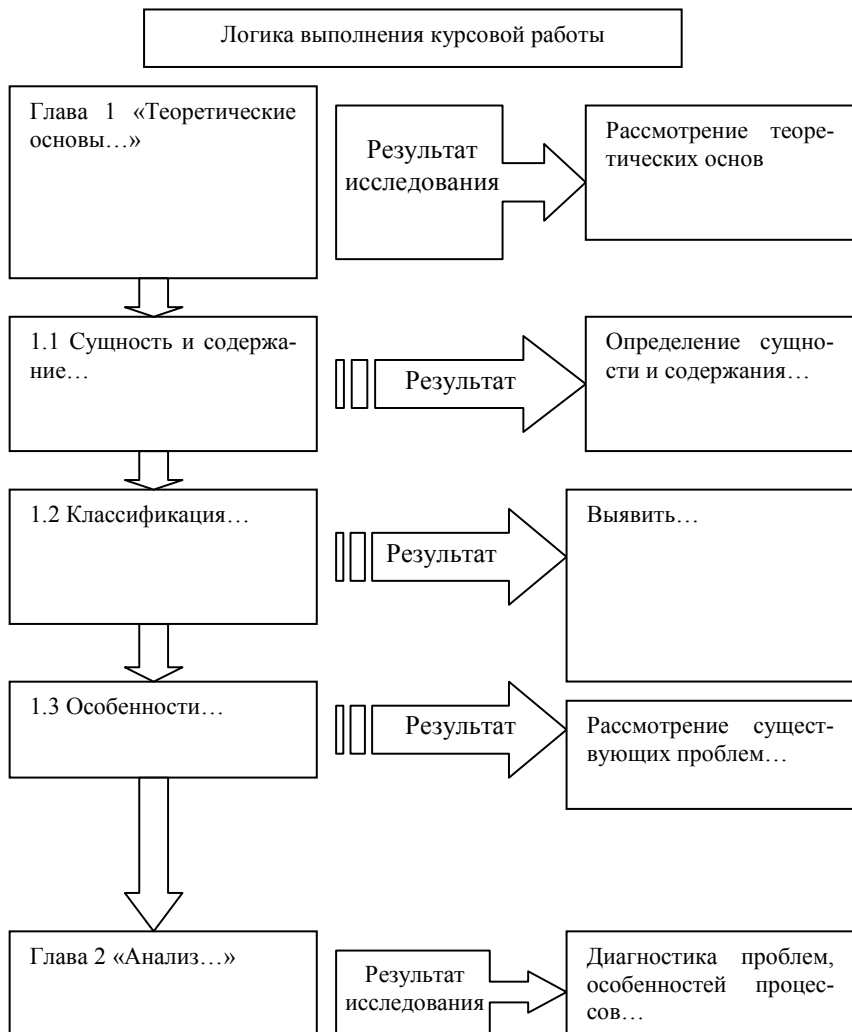 Логика выполнения курсовой работы
Глава 1 «Теоретические
основы…»
Результат
исследования
Рассмотрение теоре-
тических основ
1.1 Сущность и содержа-
ние…
Результат
Определение сущно-
сти и содержания…
1.2 Классификация…
Результат
Выявить…
1.3 Особенности…
Результат
Рассмотрение сущест-
вующих проблем…
Глава 2 «Анализ…»
Результат
исследования
Диагностика проблем,
особенностей процес-
сов…